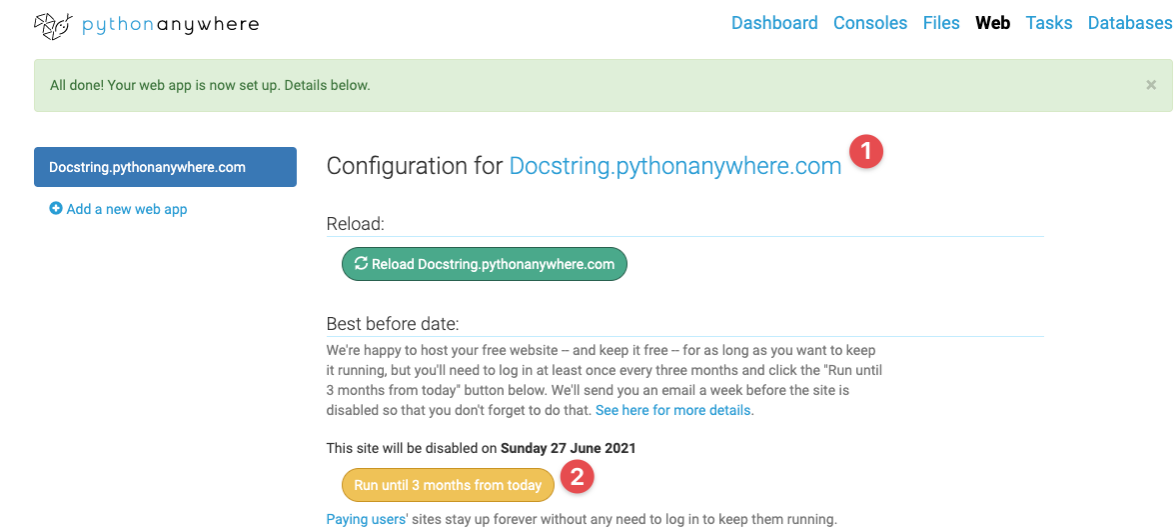 pythonanywhere
Dashboard Consoles Files Web Tasks Databases
All done! Your web app is now set up. Details below. ×
Docstring.pythonanywhere.com
Add a new web app
Configuration for Docstring.pythonanywhere.com 1
Reload:
Reload Docstring.pythonanywhere.com
Best before date:
We're happy to host your free website -- and keep it free -- for as long as you want to keep
it running, but you'll need to log in at least once every three months and click the "Run until
3 months from today" button below. We'll send you an email a week before the site is
disabled so that you don't forget to do that. See here for more details.
This site will be disabled on Sunday 27 June 2021
Run until 3 months from today 2
Paying users' sites stay up forever without any need to log in to keep them running.